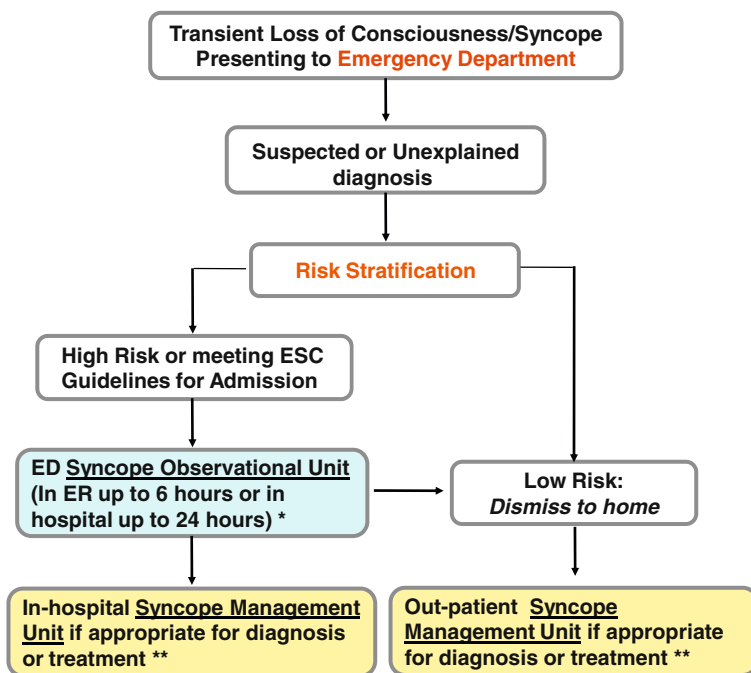 Transient Loss of Consciousness/Syncope
Presenting to Emergency Department
Suspected or Unexplained
diagnosis
Risk Stratification
High Risk or meeting ESC
Guidelines for Admission
ED Syncope Observational Unit
(In ER up to 6 hours or in
hospital up to 24 hours) *
Low Risk:
Dismiss to home
In-hospital Syncope Management
Unit if appropriate for diagnosis
or treatment **
Out-patient Syncope
Management Unit if appropriate
for diagnosis or treatment **